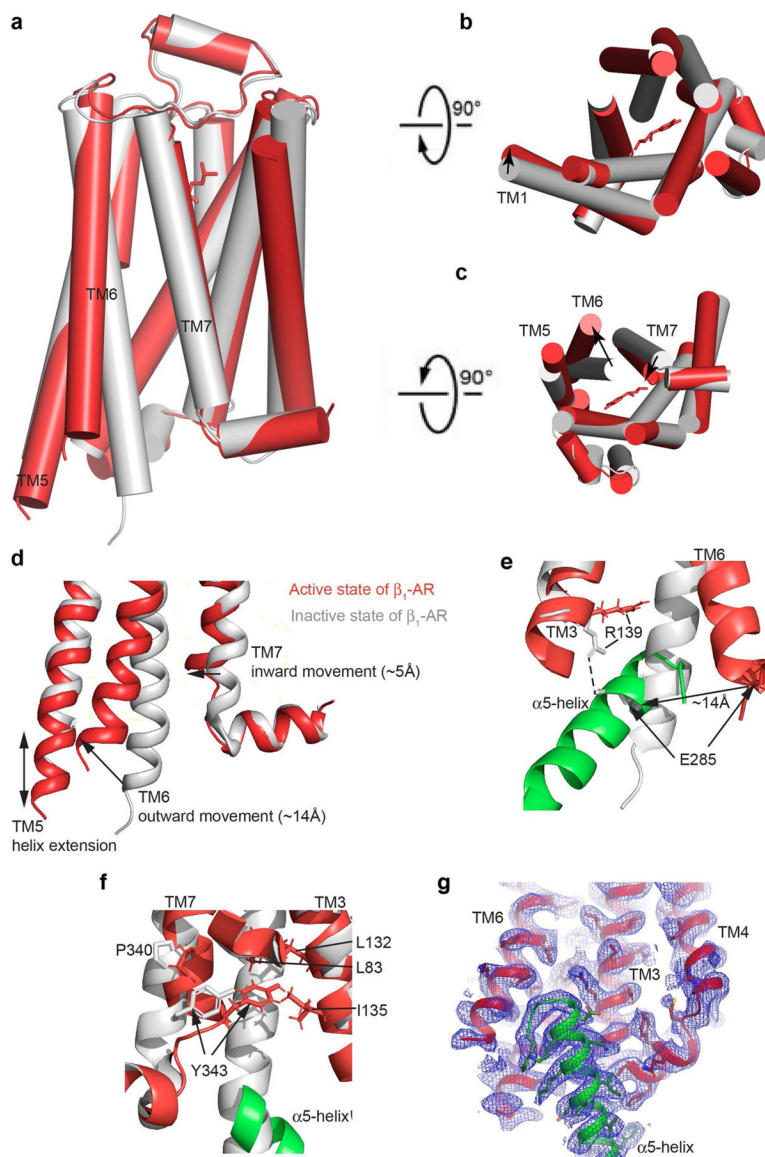 a
TM6
TM7
TM5
b
90°
TM1
c
90°
TM6
TM5
TM7
d
Active state of β₁-AR
Inactive state of β₁-AR
TM7
inward movement (~5Å)
TM6
outward movement (~14Å)
TM5
helix extension
e
TM6
TM3
R139
α5-helix
~14Å
E285
f
TM7
TM3
P340
L132
L83
I135
Y343
α5-helix
g
TM6
TM4
TM3
α5-helix